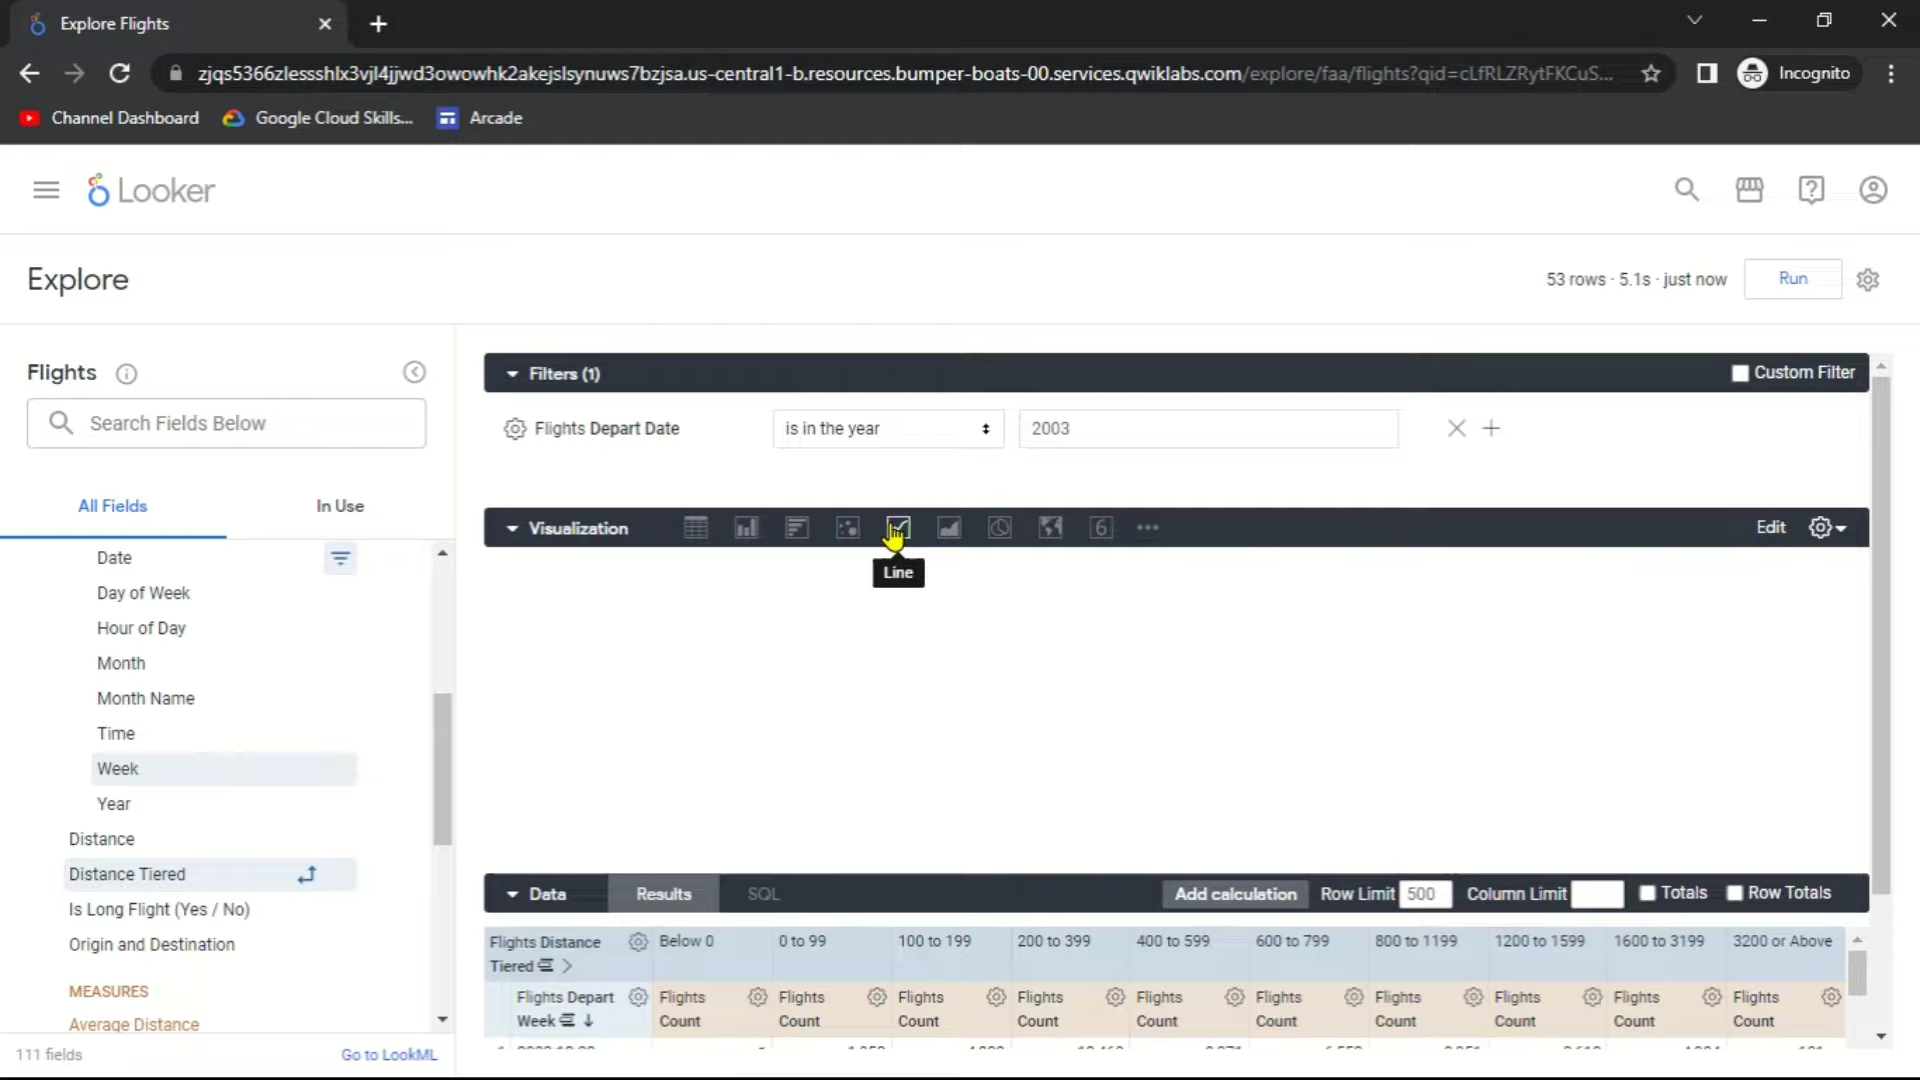 Explore Flights
zjqs5366zlessshlx3vjl4jjwd3owowhk2akejslsynuws7bzjsa.us-central1-b.resources.bumper-boats-00.services.qwiklabs.com/explore/faa/flights?qid=cLfRLZRytFKCuS... Incognito
Channel Dashboard Google Cloud Skills... Arcade
Looker
Explore 53 rows · 5.1s · just now Run
Flights
Search Fields Below
All Fields In Use
Date
Day of Week
Hour of Day
Month
Month Name
Time
Week
Year
Distance
Distance Tiered
Is Long Flight (Yes / No)
Origin and Destination
MEASURES
Average Distance
111 fields Go to LookML
Filters (1) Custom Filter
Flights Depart Date is in the year 2003
Visualization 6 Edit
Line
Data Results SQL Add calculation Row Limit 500 Column Limit Totals Row Totals
Flights Distance Below 0 0 to 99 100 to 199 200 to 399 400 to 599 600 to 799 800 to 1199 1200 to 1599 1600 to 3199 3200 or Above
Tiered
Flights Depart Flights Flights Flights Flights Flights Flights Flights Flights Flights Flights
Week Count Count Count Count Count Count Count Count Count Count